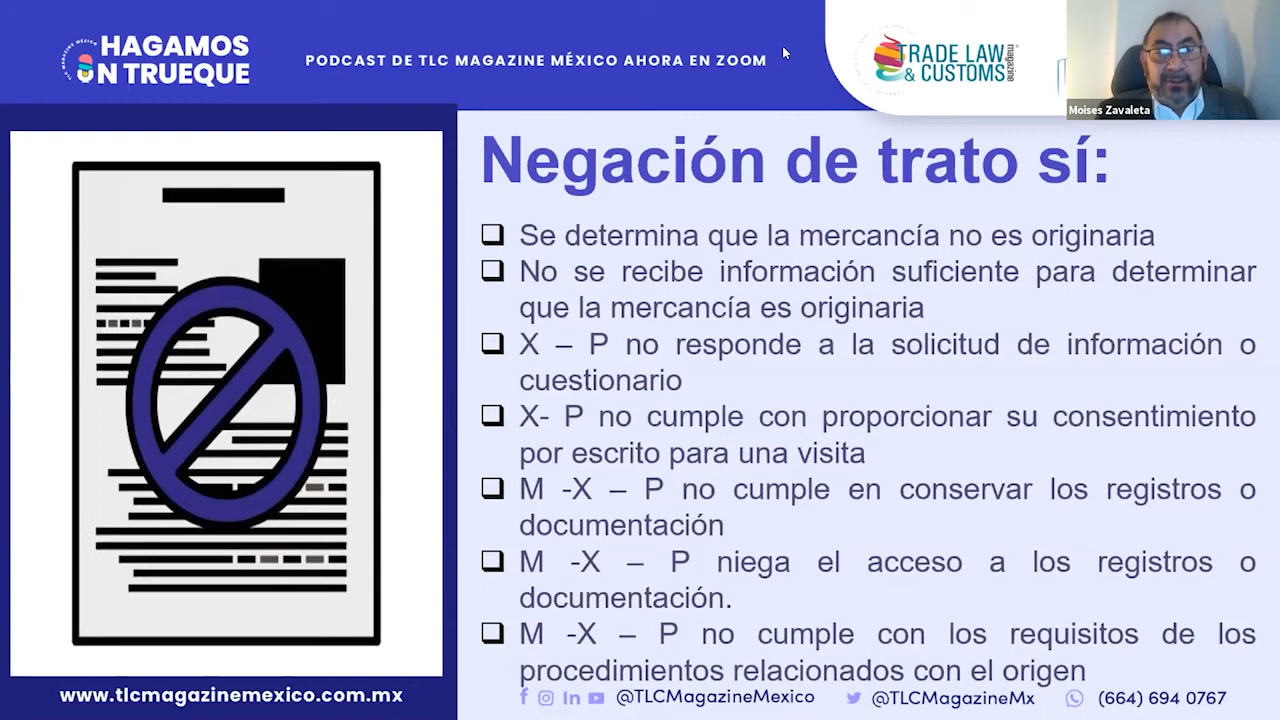 HAGAMOS
UN TRUEQUE
TLC MAGAZINE MÉXICO
PODCAST DE TLC MAGAZINE MÉXICO AHORA EN ZOOM
TRADE LAW
& CUSTOMS
magazine
Moises Zavaleta
Negación de trato sí:
❑ Se determina que la mercancía no es originaria
❑ No se recibe información suficiente para determinar
que la mercancía es originaria
❑ X – P no responde a la solicitud de información o
cuestionario
❑ X- P no cumple con proporcionar su consentimiento
por escrito para una visita
❑ M -X – P no cumple en conservar los registros o
documentación
❑ M -X – P niega el acceso a los registros o
documentación.
❑ M -X – P no cumple con los requisitos de los
procedimientos relacionados con el origen
www.tlcmagazinemexico.com.mx
@TLCMagazineMexico
@TLCMagazineMx
(664) 694 0767